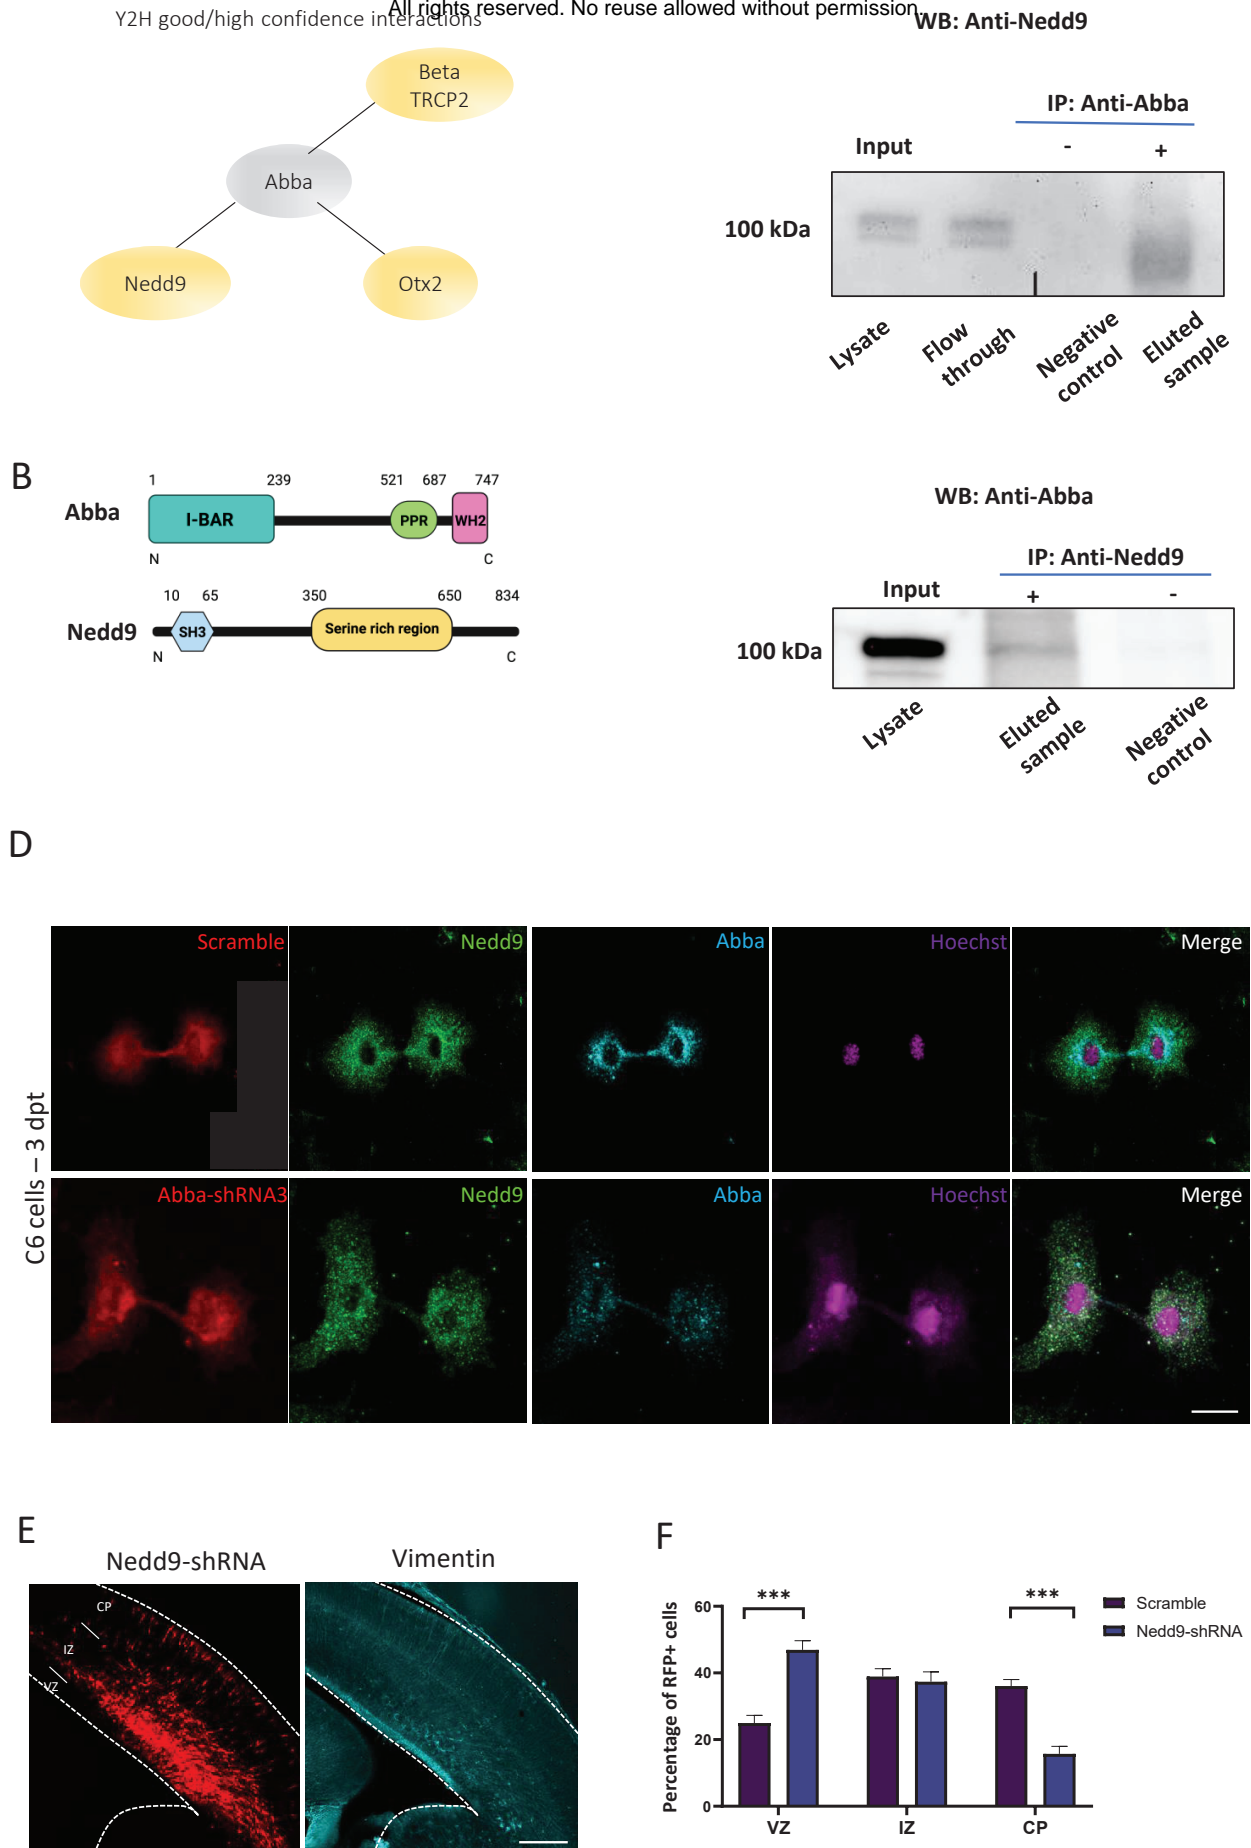 All rights reserved. No reuse allowed without permission.
Y2H good/high confidence interactions
Beta
TRCP2
Abba
Nedd9
Otx2
WB: Anti-Nedd9
IP: Anti-Abba
Input
-
+
100 kDa
Lysate
Flow
through
Negative
control
Eluted
sample
B
1
239
521
687
747
Abba
I-BAR
PPR
WH2
N
C
10
65
350
650
834
Nedd9
SH3
Serine rich region
N
C
WB: Anti-Abba
IP: Anti-Nedd9
Input
+
-
100 kDa
Lysate
Eluted
sample
Negative
control
D
C6 cells – 3 dpt
Scramble
Nedd9
Abba
Hoechst
Merge
Abba-shRNA3
Nedd9
Abba
Hoechst
Merge
E
Nedd9-shRNA
Vimentin
CP
IZ
VZ
F
Percentage of RFP+ cells
60
40
20
0
***
***
Scramble
Nedd9-shRNA
VZ
IZ
CP